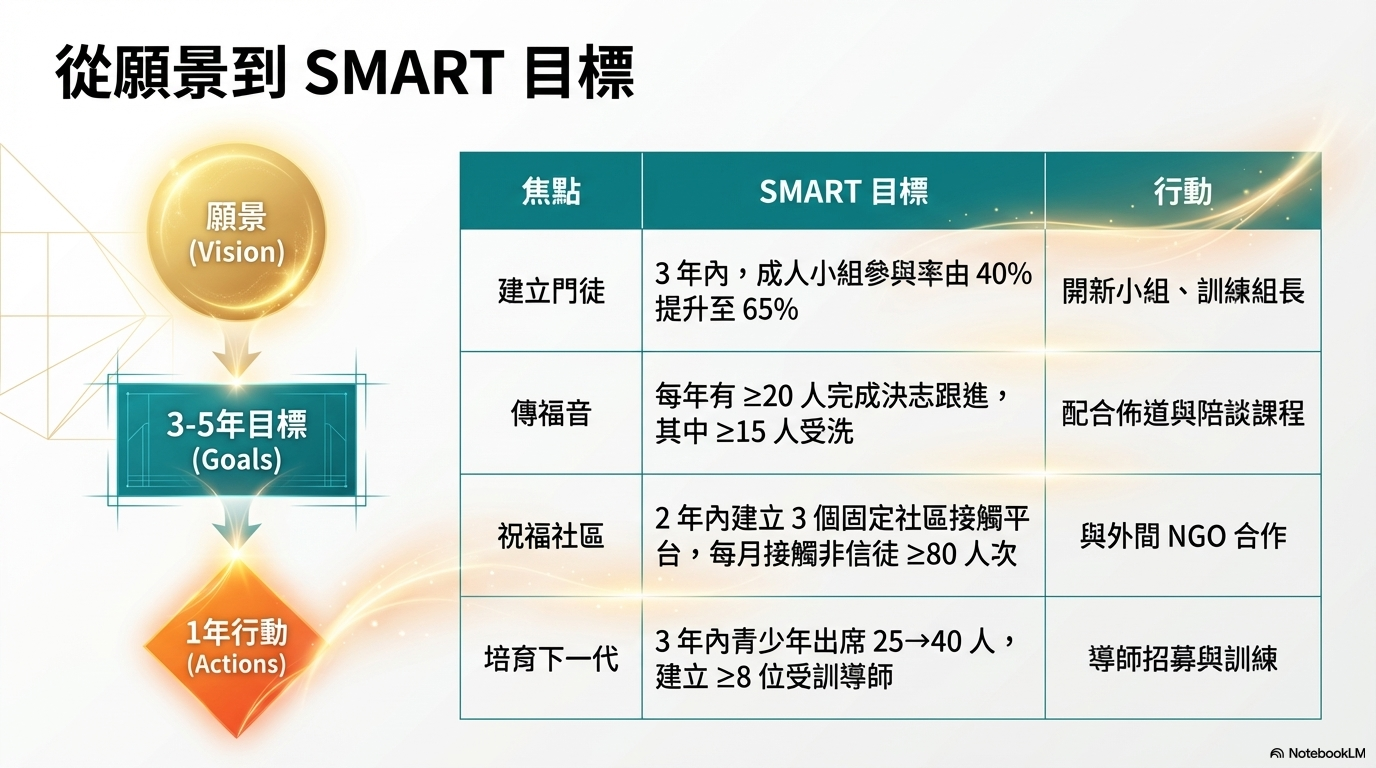 從願景到 SMART 目標
願景
(Vision)
3-5年目標
(Goals)
1年行動
(Actions)
焦點
SMART 目標
行動
建立門徒
3 年內，成人小組參與率由 40%
提升至 65%
開新小組、訓練組長
傳福音
每年有 ≥20 人完成決志跟進，
其中 ≥15 人受洗
配合佈道與陪談課程
祝福社區
2 年內建立 3 個固定社區接觸平
台，每月接觸非信徒 ≥80 人次
與外間 NGO 合作
培育下一代
3 年內青少年出席 25→40 人，
建立 ≥8 位受訓導師
導師招募與訓練
NotebookLM